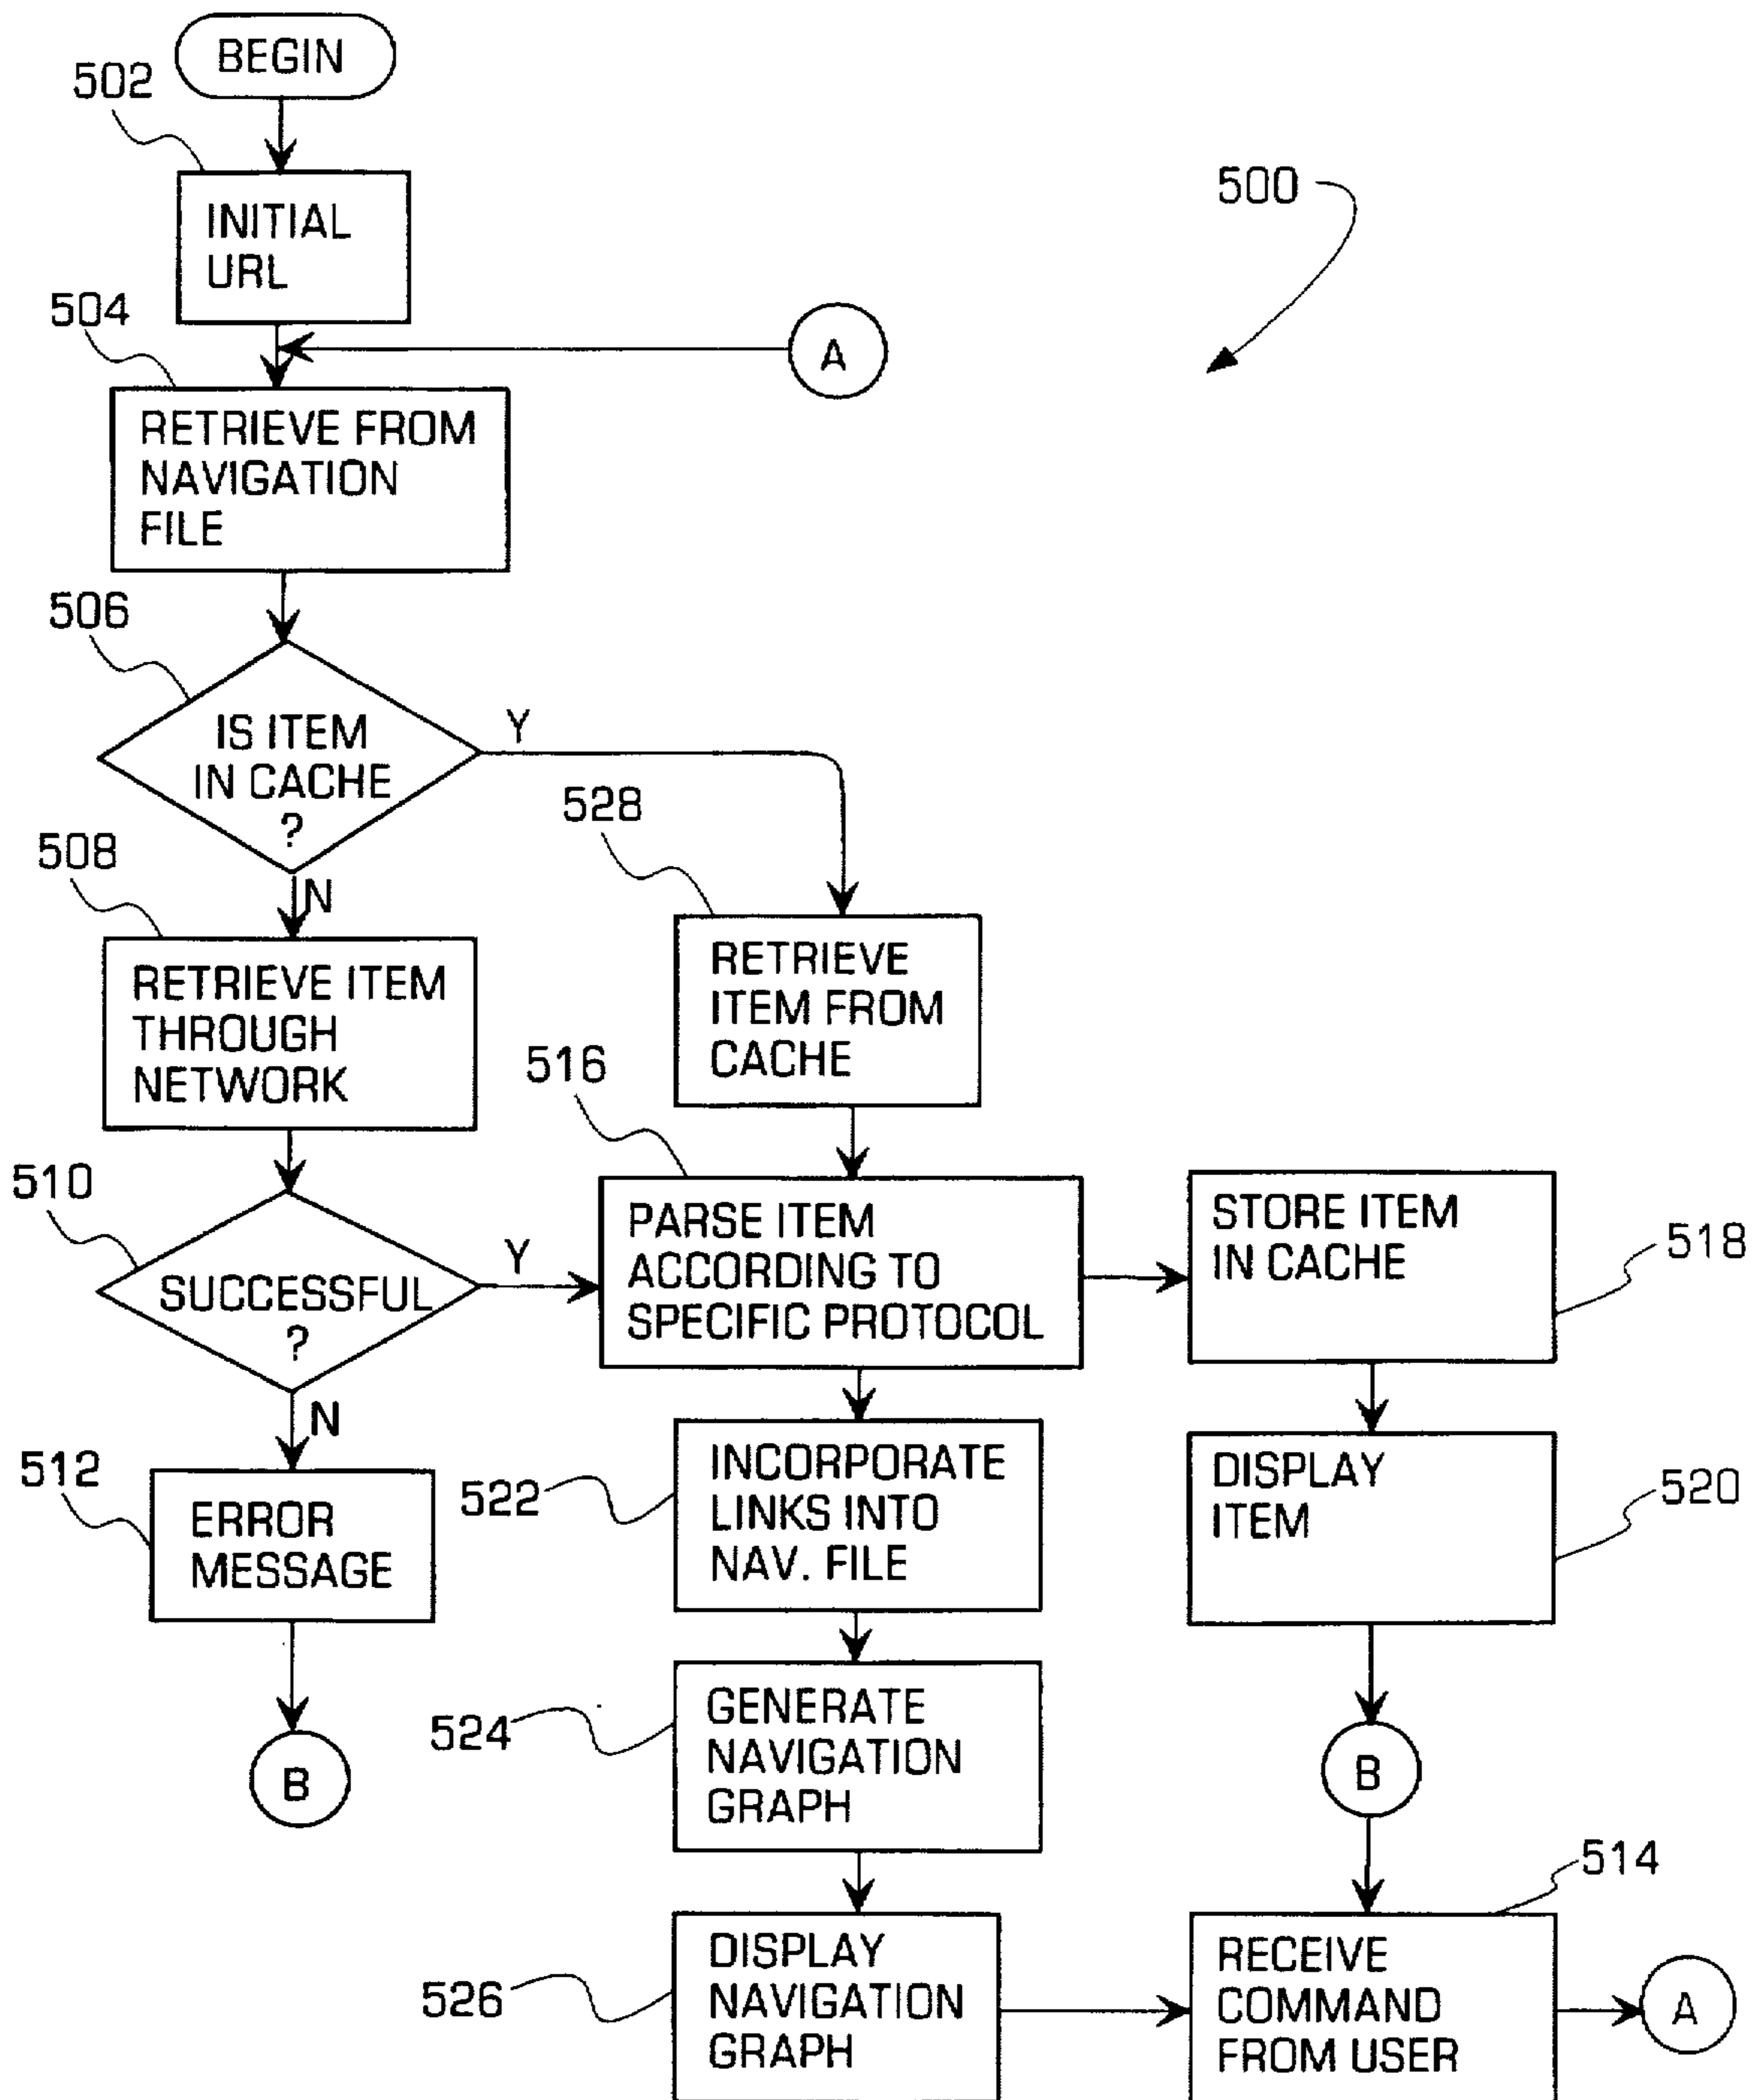 BEGIN
502
INITIAL
URL
500
504
A
RETRIEVE FROM
NAVIGATION
FILE
506
IS ITEM
IN CACHE
?
Y
N
508
RETRIEVE ITEM
THROUGH
NETWORK
528
RETRIEVE
ITEM FROM
CACHE
510
SUCCESSFUL
?
Y
N
516
PARSE ITEM
ACCORDING TO
SPECIFIC PROTOCOL
STORE ITEM
IN CACHE
518
512
ERROR
MESSAGE
B
522
INCORPORATE
LINKS INTO
NAV. FILE
DISPLAY
ITEM
520
524
GENERATE
NAVIGATION
GRAPH
B
526
DISPLAY
NAVIGATION
GRAPH
514
RECEIVE
COMMAND
FROM USER
A